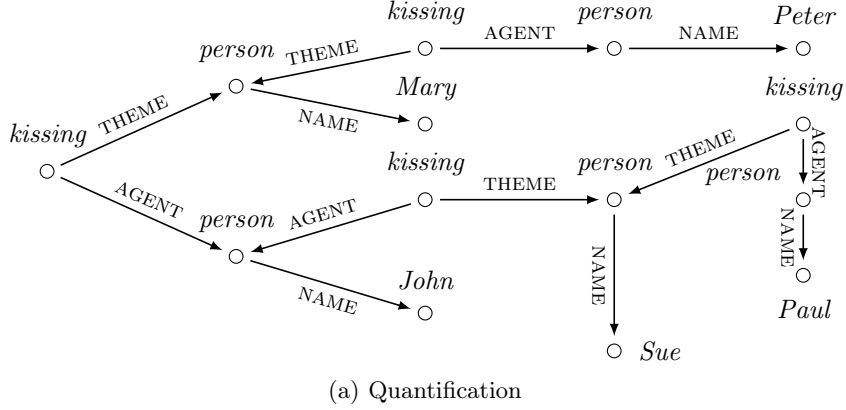 kissing person Peter
THEME AGENT NAME
person
NAME Mary kissing
kissing THEME
kissing person THEME person AGENT
AGENT THEME
person AGENT
NAME John NAME NAME
Paul
Sue
(a) Quantification